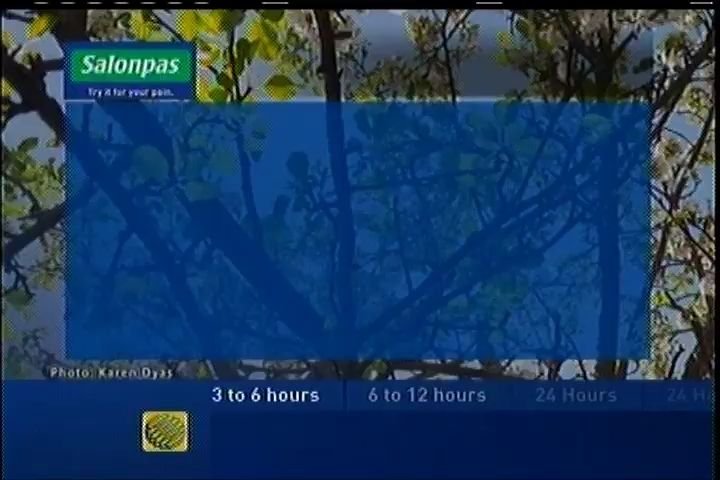 Salonpas
Try it for your pain.
Photo: Karen Dyas
3 to 6 hours
6 to 12 hours
24 Hours
24 H